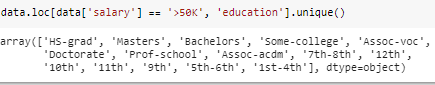 data.loc[data['salary'] == '>50K', 'education'].unique()
array(['HS-grad', 'Masters', 'Bachelors', 'Some-college', 'Assoc-voc',
'Doctorate', 'Prof-school', 'Assoc-acdm', '7th-8th', '12th',
'10th', '11th', '9th', '5th-6th', '1st-4th'], dtype=object)